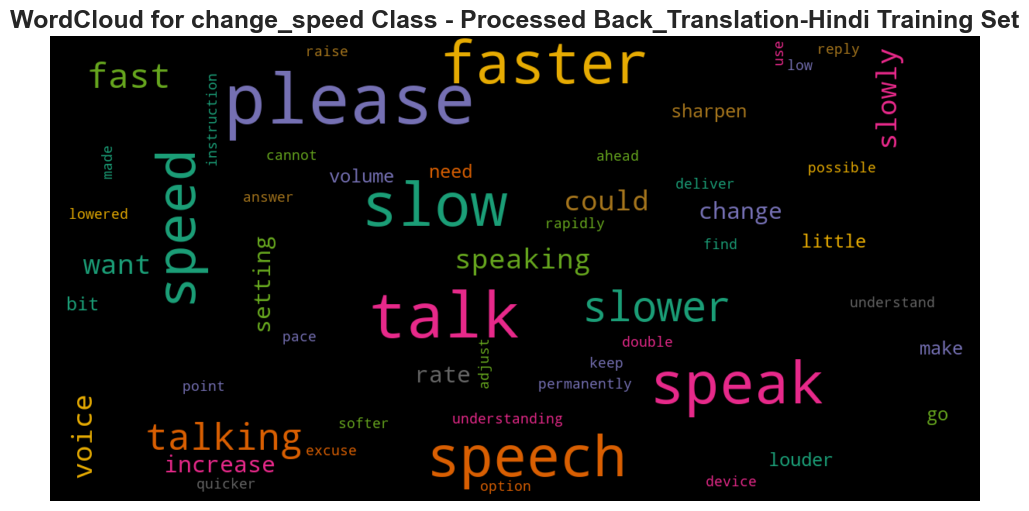 WordCloud for change_speed Class - Processed Back_Translation-Hindi Training Set
raise
faster
use
reply
low
fast
please
instruction
sharpen
slowly
made
cannot
ahead
speed
volume
need
possible
deliver
answer
slow
could
change
lowered
rapidly
find
little
want
setting
speaking
bit
talk
slower
understand
pace
double
make
rate
adjust
keep
permanently
speak
point
voice
talking
softer
understanding
go
increase
excuse
speech
louder
quicker
option
device